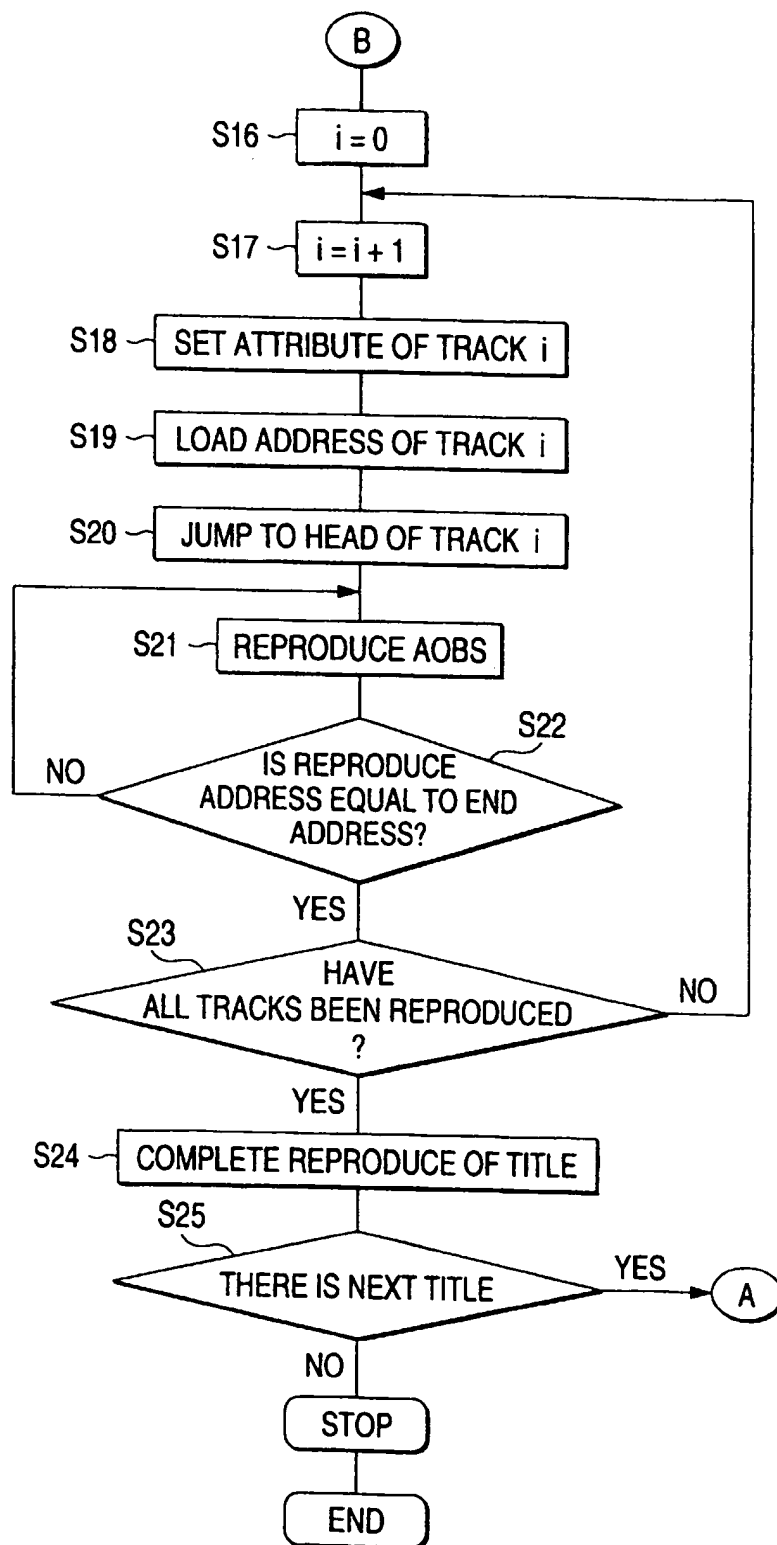 B
S16
i = 0
S17
i = i + 1
S18
SET ATTRIBUTE OF TRACK i
S19
LOAD ADDRESS OF TRACK i
S20
JUMP TO HEAD OF TRACK i
S21
REPRODUCE AOBS
S22
NO
IS REPRODUCE
ADDRESS EQUAL TO END
ADDRESS?
YES
S23
HAVE
ALL TRACKS BEEN REPRODUCED
?
NO
YES
S24
COMPLETE REPRODUCE OF TITLE
S25
THERE IS NEXT TITLE
YES
A
NO
STOP
END